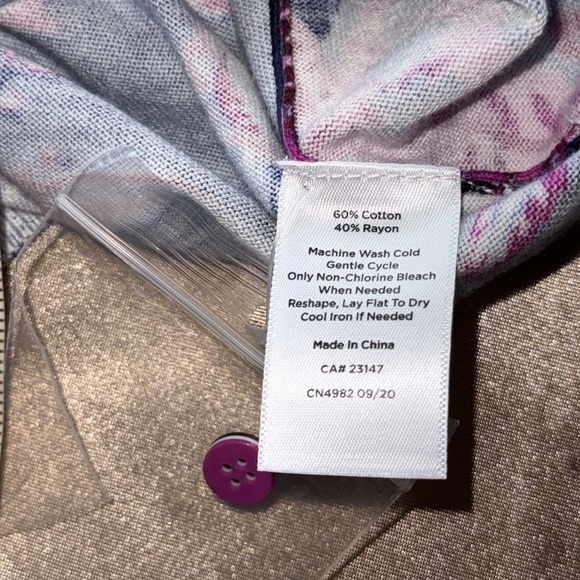 60% Cotton
40% Rayon
Machine Wash Cold
Gentle Cycle
Only Non-Chlorine Bleach
When Needed
Reshape, Lay Flat To Dry
Cool Iron If Needed
Made In China
CA# 23147
CN4982 09/20